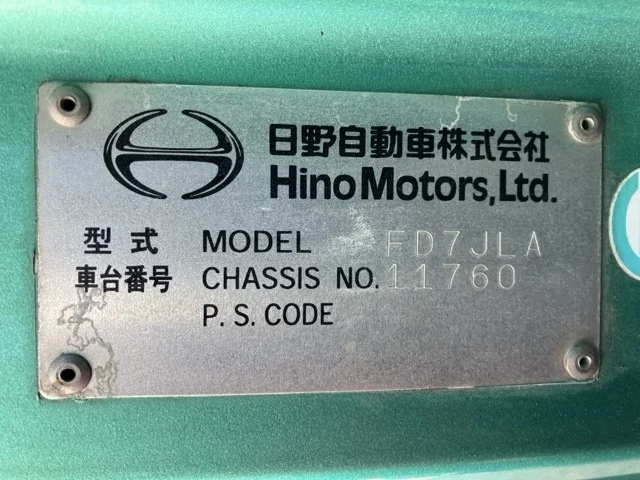 日野自動車株式会社
Hino Motors, Ltd.
型式 MODEL FD7JLA
車台番号 CHASSIS NO. 11760
P. S. CODE